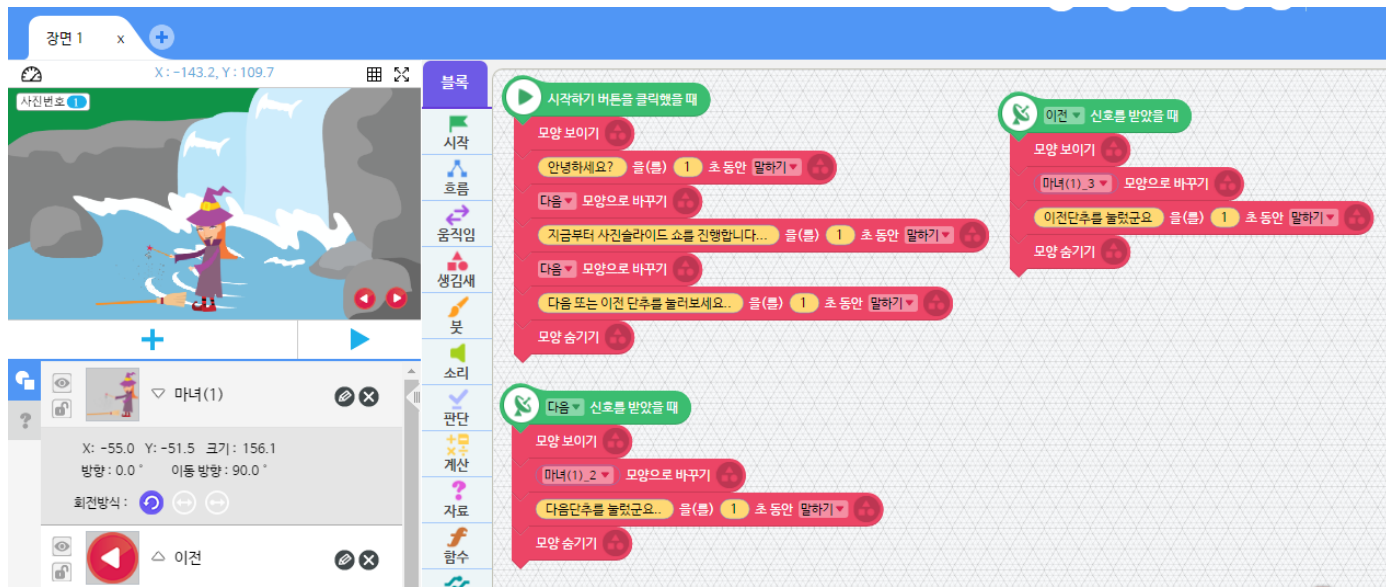 장면 1 x
X : -143.2, Y : 109.7
사진번호 1
블록
시작
흐름
움직임
생김새
붓
소리
판단
계산
? 자료
함수
마녀(1)
X: -55.0 Y: -51.5 크기 : 156.1
방향 : 0.0 ° 이동 방향 : 90.0 °
회전방식 :
이전
?
시작하기 버튼을 클릭했을 때
모양 보이기
안녕하세요? 을(를) 1 초 동안 말하기
다음 모양으로 바꾸기
지금부터 사진슬라이드 쇼를 진행합니다... 을(를) 1 초 동안 말하기
다음 모양으로 바꾸기
다음 또는 이전 단추를 눌러보세요.. 을(를) 1 초 동안 말하기
모양 숨기기
다음 신호를 받았을 때
모양 보이기
마녀(1)_2 모양으로 바꾸기
다음단추를 눌렀군요.. 을(를) 1 초 동안 말하기
모양 숨기기
이전 신호를 받았을 때
모양 보이기
마녀(1)_3 모양으로 바꾸기
이전단추를 눌렀군요 을(를) 1 초 동안 말하기
모양 숨기기